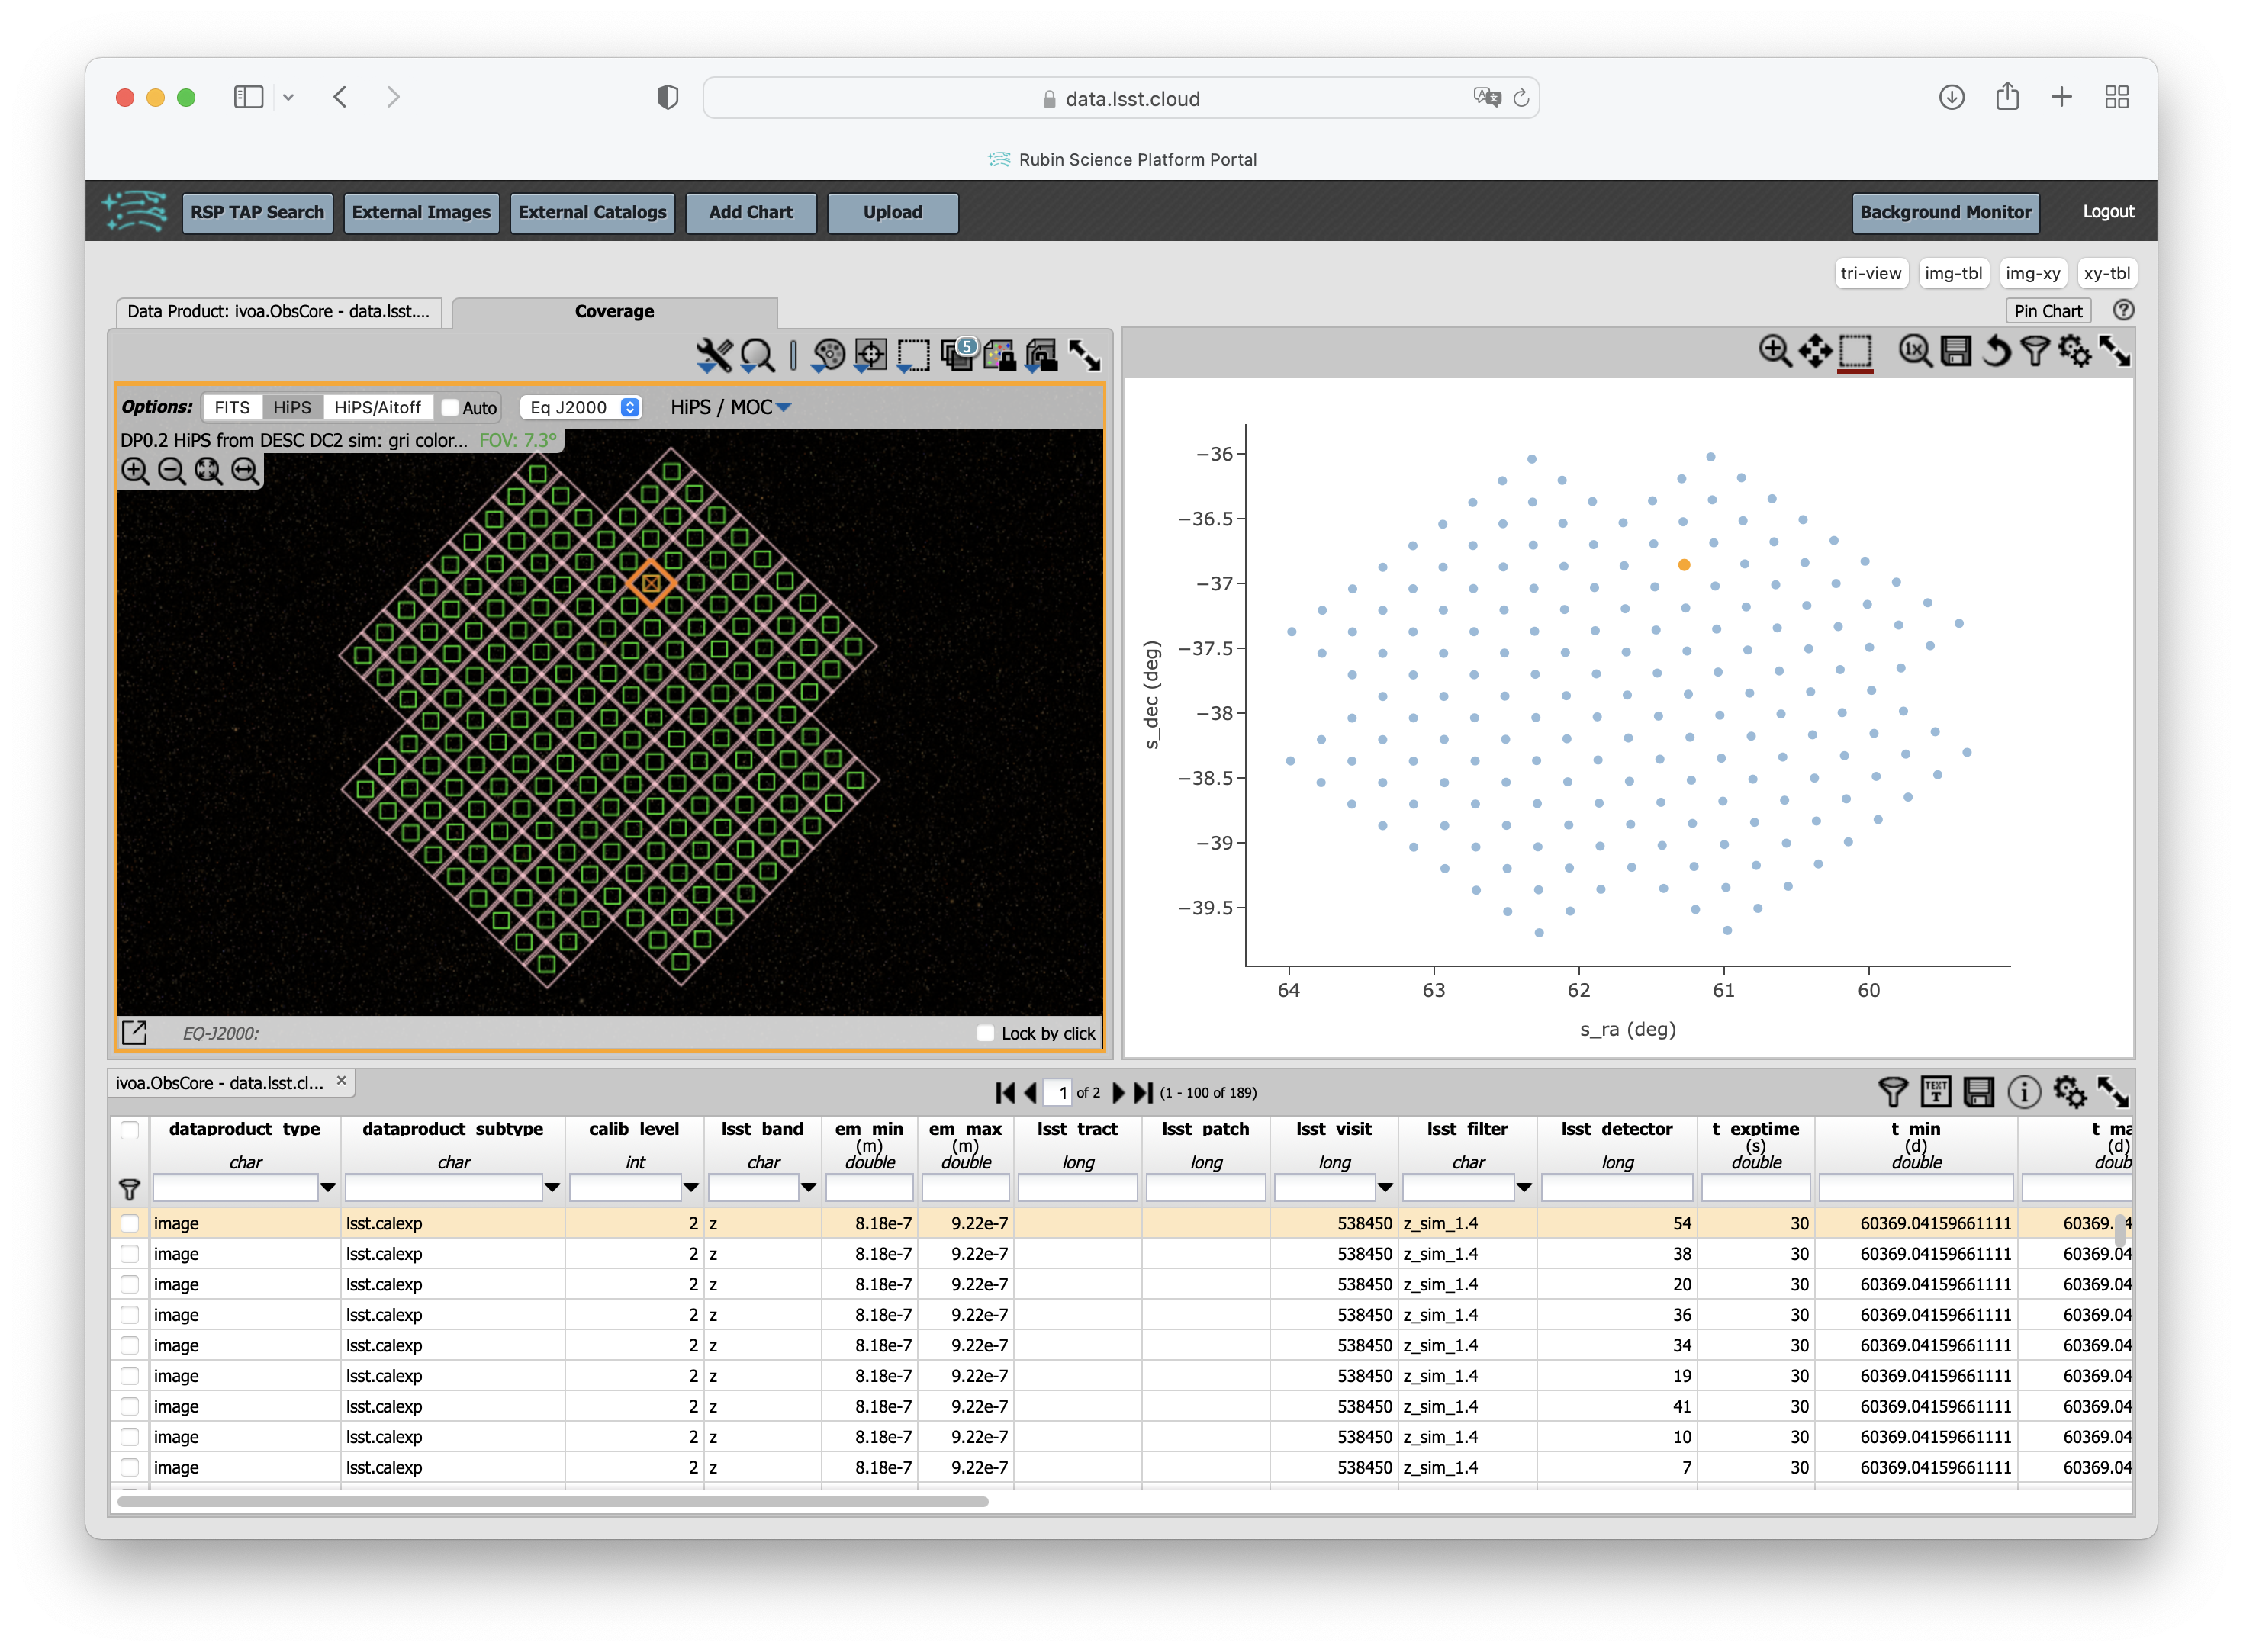 data.lsst.cloud
Rubin Science Platform Portal
RSP TAP Search External Images External Catalogs Add Chart Upload Background Monitor Logout
tri-view img-tbl img-xy xy-tbl
Data Product: ivoa.ObsCore - data.lsst.... Coverage Pin Chart ?
5 1x
Options: FITS HiPS HiPS/Aitoff Auto Eq J2000 HiPS / MOC
DP0.2 HiPS from DESC DC2 sim: gri color... FOV: 7.3°
−36
−36.5
−37
−37.5
−38
−38.5
−39
−39.5
s_dec (deg)
64 63 62 61 60
s_ra (deg)
EQ-J2000: Lock by click
ivoa.ObsCore - data.lsst.cl... × 1 of 2 (1 - 100 of 189) TEXT T i
dataproduct_type dataproduct_subtype calib_level lsst_band em_min em_max lsst_tract lsst_patch lsst_visit lsst_filter lsst_detector t_exptime t_min t_ma
(m) (m) (s) (d) (d)
char char int char double double long long long char long double double doub
image lsst.calexp 2 z 8.18e-7 9.22e-7 538450 z_sim_1.4 54 30 60369.04159661111 60369.04
image lsst.calexp 2 z 8.18e-7 9.22e-7 538450 z_sim_1.4 38 30 60369.04159661111 60369.04
image lsst.calexp 2 z 8.18e-7 9.22e-7 538450 z_sim_1.4 20 30 60369.04159661111 60369.04
image lsst.calexp 2 z 8.18e-7 9.22e-7 538450 z_sim_1.4 36 30 60369.04159661111 60369.04
image lsst.calexp 2 z 8.18e-7 9.22e-7 538450 z_sim_1.4 34 30 60369.04159661111 60369.04
image lsst.calexp 2 z 8.18e-7 9.22e-7 538450 z_sim_1.4 19 30 60369.04159661111 60369.04
image lsst.calexp 2 z 8.18e-7 9.22e-7 538450 z_sim_1.4 41 30 60369.04159661111 60369.04
image lsst.calexp 2 z 8.18e-7 9.22e-7 538450 z_sim_1.4 10 30 60369.04159661111 60369.04
image lsst.calexp 2 z 8.18e-7 9.22e-7 538450 z_sim_1.4 7 30 60369.04159661111 60369.04